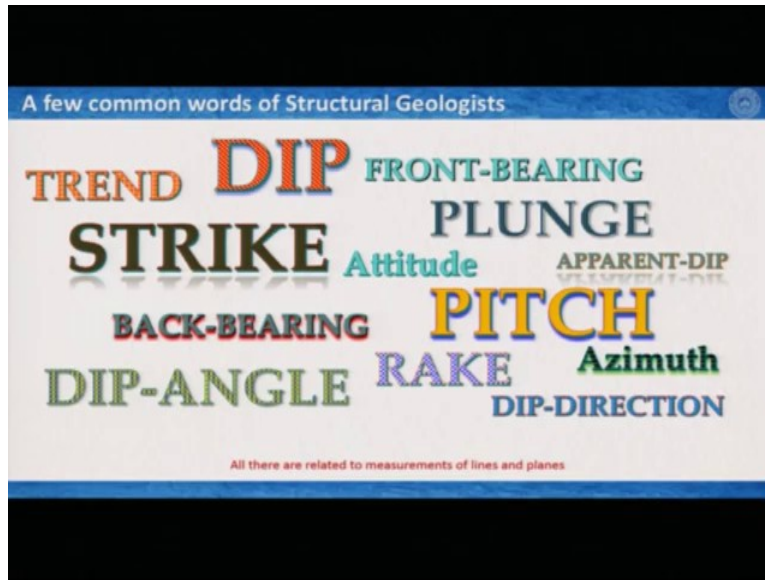 A few common words of Structural Geologists
TREND DIP FRONT-BEARING
PLUNGE
STRIKE Attitude APPARENT-DIP
BACK-BEARING PITCH
DIP-ANGLE RAKE Azimuth
DIP-DIRECTION
All there are related to measurements of lines and planes